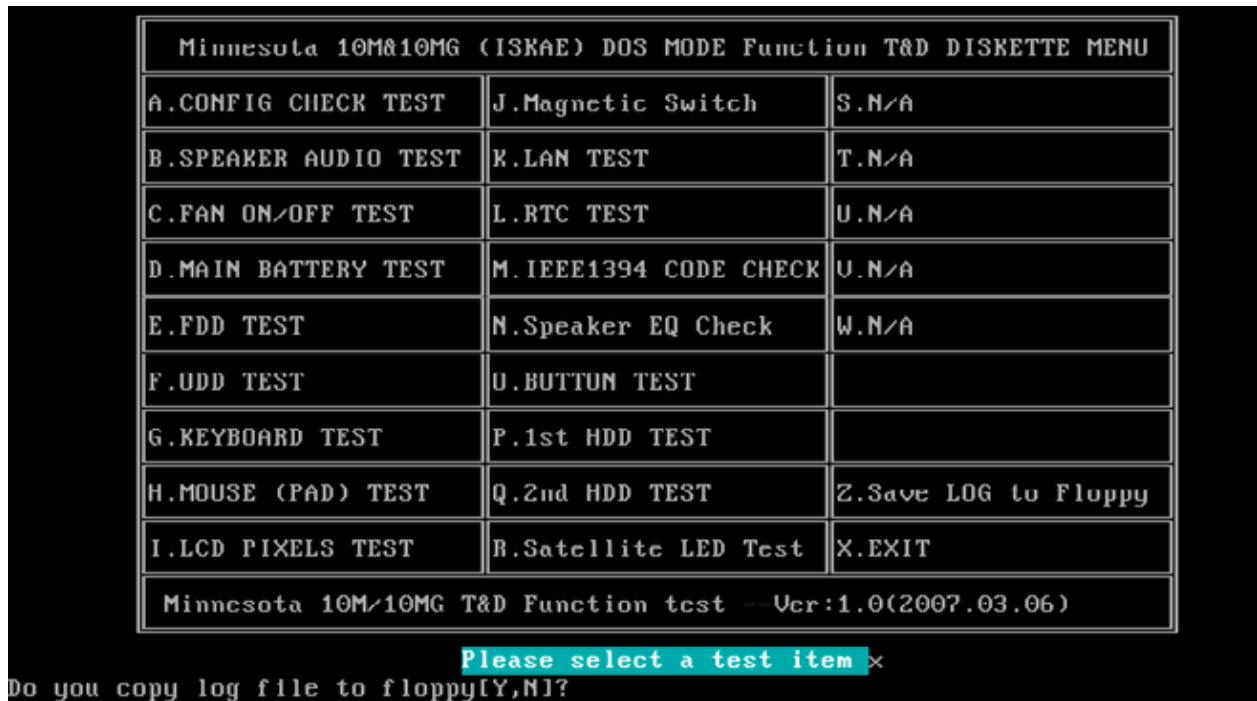 Minnesota 10M&10MG (ISKAE) DOS MODE Function T&D DISKETTE MENU
A.CONFIG CHECK TEST J.Magnetic Switch S.N/A
B.SPEAKER AUDIO TEST K.LAN TEST T.N/A
C.FAN ON/OFF TEST L.RTC TEST U.N/A
D.MAIN BATTERY TEST M.IEEE1394 CODE CHECK V.N/A
E.FDD TEST N.Speaker EQ Check W.N/A
F.ODD TEST O.BUTTON TEST
G.KEYBOARD TEST P.1st HDD TEST
H.MOUSE (PAD) TEST Q.2nd HDD TEST Z.Save LOG to Floppy
I.LCD PIXELS TEST R.Satellite LED Test X.EXIT
Minnesota 10M/10MG T&D Function test --Ver:1.0(2007.03.06)
Please select a test item x
Do you copy log file to floppy[Y,N]?